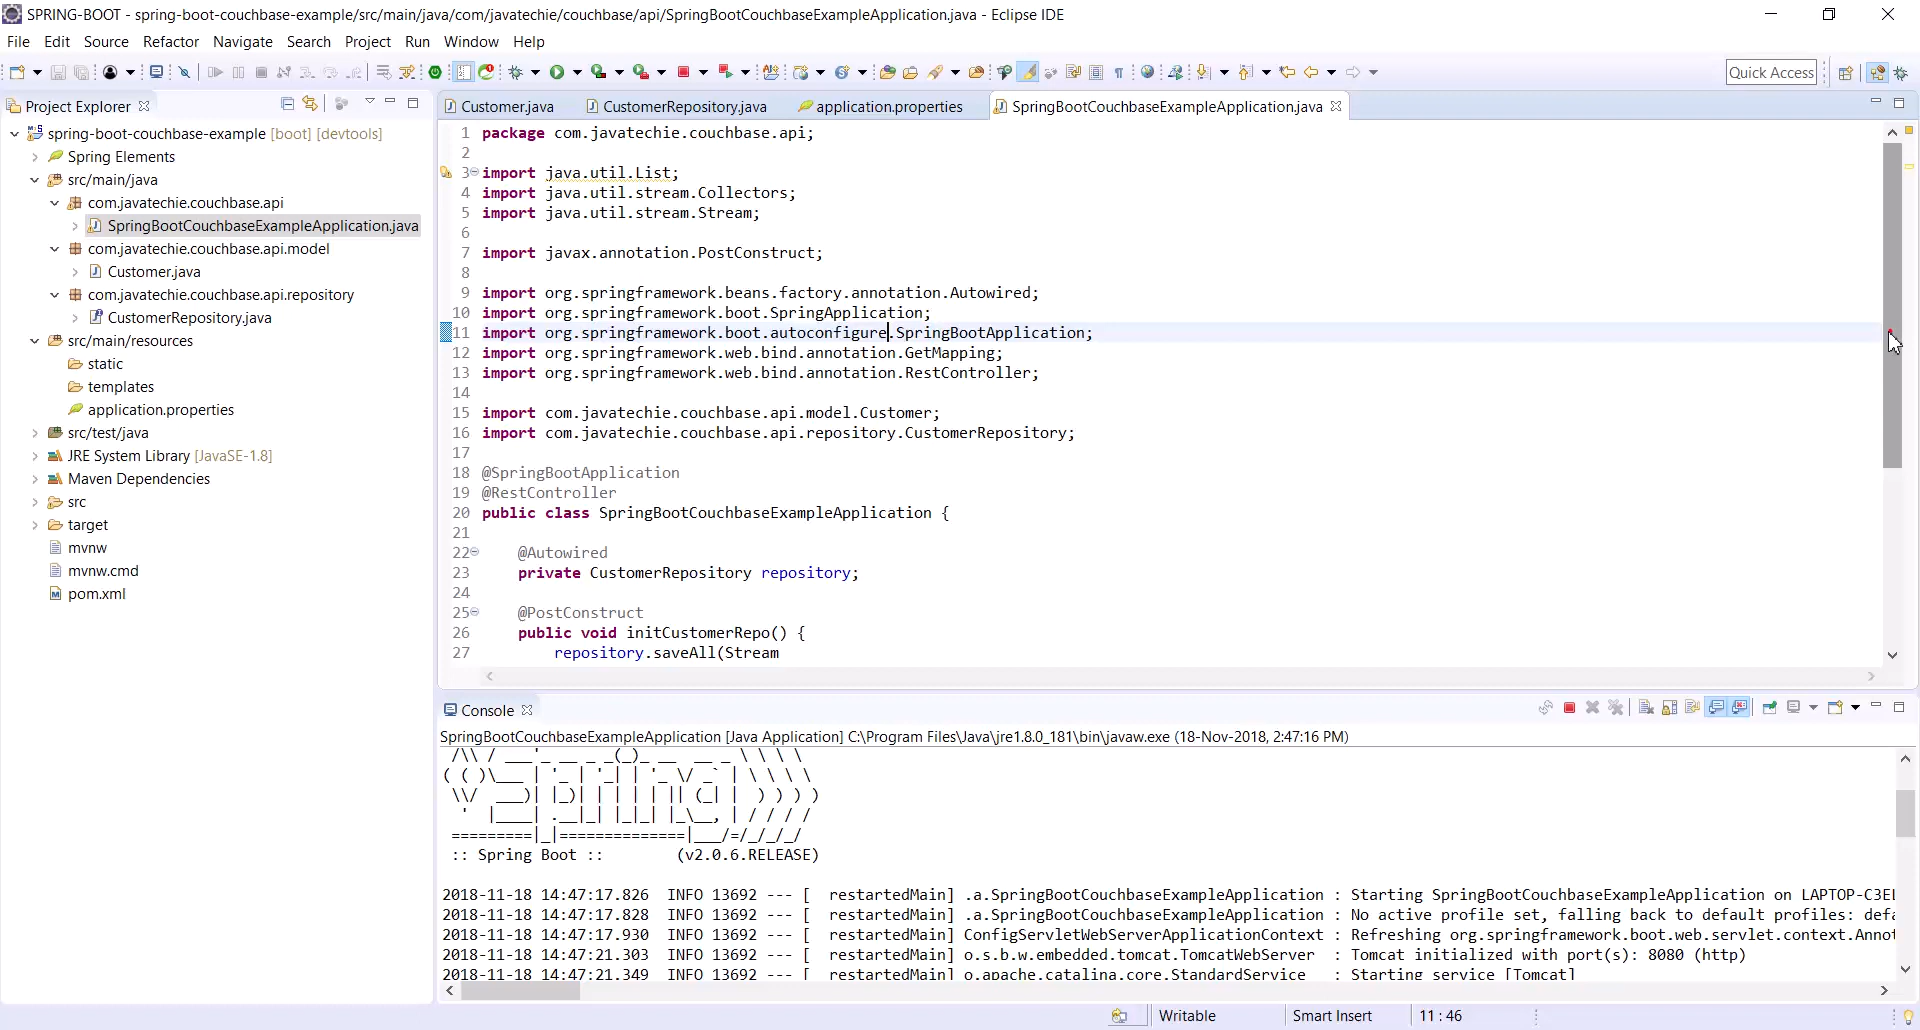 SPRING-BOOT - spring-boot-couchbase-example/src/main/java/com/javatechie/couchbase/api/SpringBootCouchbaseExampleApplication.java - Eclipse IDE
File Edit Source Refactor Navigate Search Project Run Window Help
Quick Access
Project Explorer
spring-boot-couchbase-example [boot] [devtools]
Spring Elements
src/main/java
com.javatechie.couchbase.api
SpringBootCouchbaseExampleApplication.java
com.javatechie.couchbase.api.model
Customer.java
com.javatechie.couchbase.api.repository
CustomerRepository.java
src/main/resources
static
templates
application.properties
src/test/java
JRE System Library [JavaSE-1.8]
Maven Dependencies
src
target
mvnw
mvnw.cmd
pom.xml
Customer.java CustomerRepository.java application.properties SpringBootCouchbaseExampleApplication.java
1 package com.javatechie.couchbase.api;
2
3 import java.util.List;
4 import java.util.stream.Collectors;
5 import java.util.stream.Stream;
6
7 import javax.annotation.PostConstruct;
8
9 import org.springframework.beans.factory.annotation.Autowired;
10 import org.springframework.boot.SpringApplication;
11 import org.springframework.boot.autoconfigure.SpringBootApplication;
12 import org.springframework.web.bind.annotation.GetMapping;
13 import org.springframework.web.bind.annotation.RestController;
14
15 import com.javatechie.couchbase.api.model.Customer;
16 import com.javatechie.couchbase.api.repository.CustomerRepository;
17
18 @SpringBootApplication
19 @RestController
20 public class SpringBootCouchbaseExampleApplication {
21
22 @Autowired
23 private CustomerRepository repository;
24
25 @PostConstruct
26 public void initCustomerRepo() {
27 repository.saveAll(Stream
Console
SpringBootCouchbaseExampleApplication [Java Application] C:\Program Files\Java\jre1.8.0_181\bin\javaw.exe (18-Nov-2018, 2:47:16 PM)
 /\\ / ___'_ __ _ _(_)_ __  __ _ \ \ \ \
( ( )\___ | '_ | '_| | '_ \/ _` | \ \ \ \
 \\/  ___)| |_)| | | | | || (_| |  ) ) ) )
  '  |____| .__|_| |_|_| |_\__, | / / / /
 =========|_|==============|___/=/_/_/_/
:: Spring Boot :: (v2.0.6.RELEASE)
2018-11-18 14:47:17.826 INFO 13692 --- [ restartedMain] .a.SpringBootCouchbaseExampleApplication : Starting SpringBootCouchbaseExampleApplication on LAPTOP-C3EL
2018-11-18 14:47:17.828 INFO 13692 --- [ restartedMain] .a.SpringBootCouchbaseExampleApplication : No active profile set, falling back to default profiles: defa
2018-11-18 14:47:17.930 INFO 13692 --- [ restartedMain] ConfigServletWebServerApplicationContext : Refreshing org.springframework.boot.web.servlet.context.Annot
2018-11-18 14:47:21.303 INFO 13692 --- [ restartedMain] o.s.b.w.embedded.tomcat.TomcatWebServer : Tomcat initialized with port(s): 8080 (http)
2018-11-18 14:47:21.349 INFO 13692 --- [ restartedMain] o.apache.catalina.core.StandardService : Starting service [Tomcat]
Writable Smart Insert 11 : 46